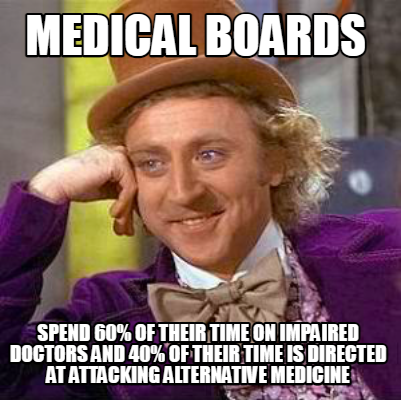 MEDICAL BOARDS
SPEND 60% OF THEIR TIME ON IMPAIRED
DOCTORS AND 40% OF THEIR TIME IS DIRECTED
AT ATTACKING ALTERNATIVE MEDICINE